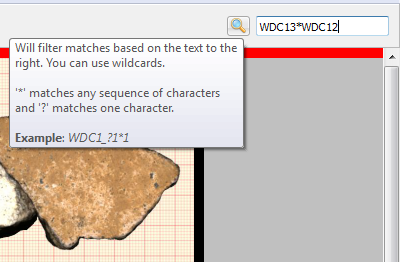 WDC13*WDC12
Will filter matches based on the text to the
right. You can use wildcards.
'*' matches any sequence of characters
and '?' matches one character.
Example: WDC1_?1*1